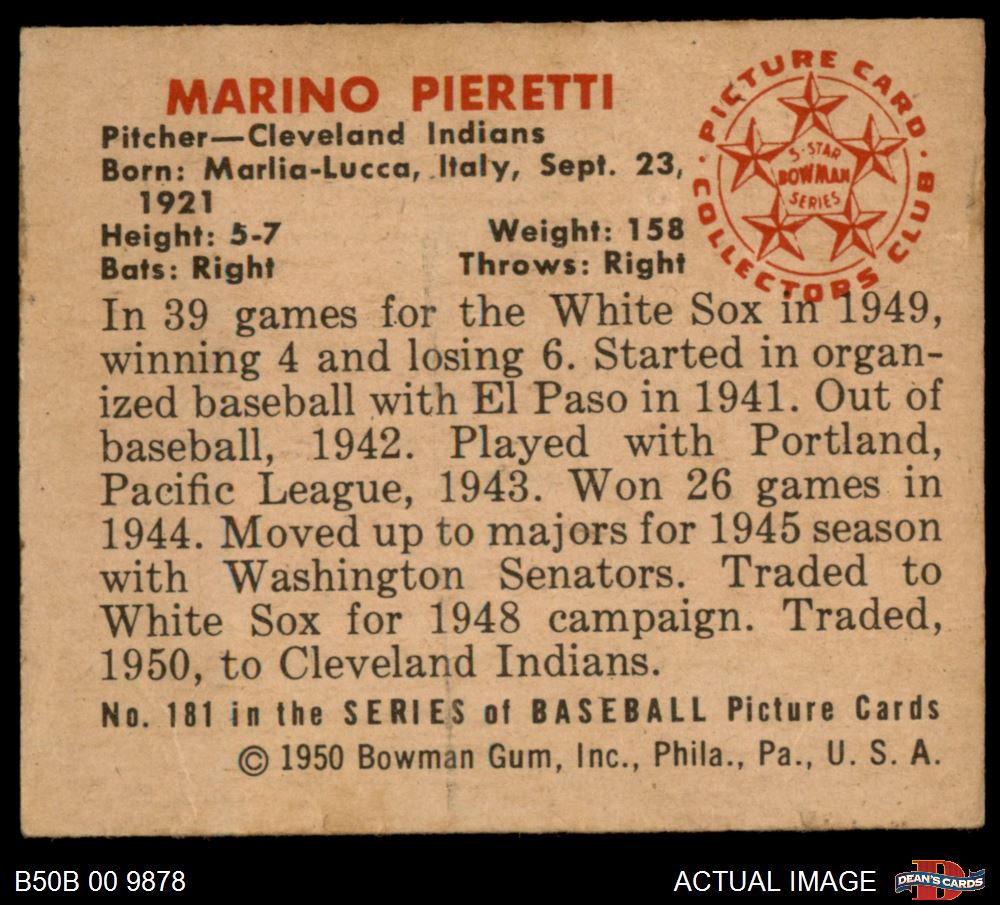 MARINO PIERETTI
Pitcher—Cleveland Indians
Born: Marlia-Lucca, Italy, Sept. 23,
1921
Height: 5-7 Weight: 158
Bats: Right Throws: Right
PICTURE CARD
COLLECTORS CLUB
5-STAR
BOWMAN
SERIES
In 39 games for the White Sox in 1949,
winning 4 and losing 6. Started in organ-
ized baseball with El Paso in 1941. Out of
baseball, 1942. Played with Portland,
Pacific League, 1943. Won 26 games in
1944. Moved up to majors for 1945 season
with Washington Senators. Traded to
White Sox for 1948 campaign. Traded,
1950, to Cleveland Indians.
No. 181 in the SERIES of BASEBALL Picture Cards
© 1950 Bowman Gum, Inc., Phila., Pa., U. S. A.
B50B 00 9878
ACTUAL IMAGE
DEAN'S CARDS